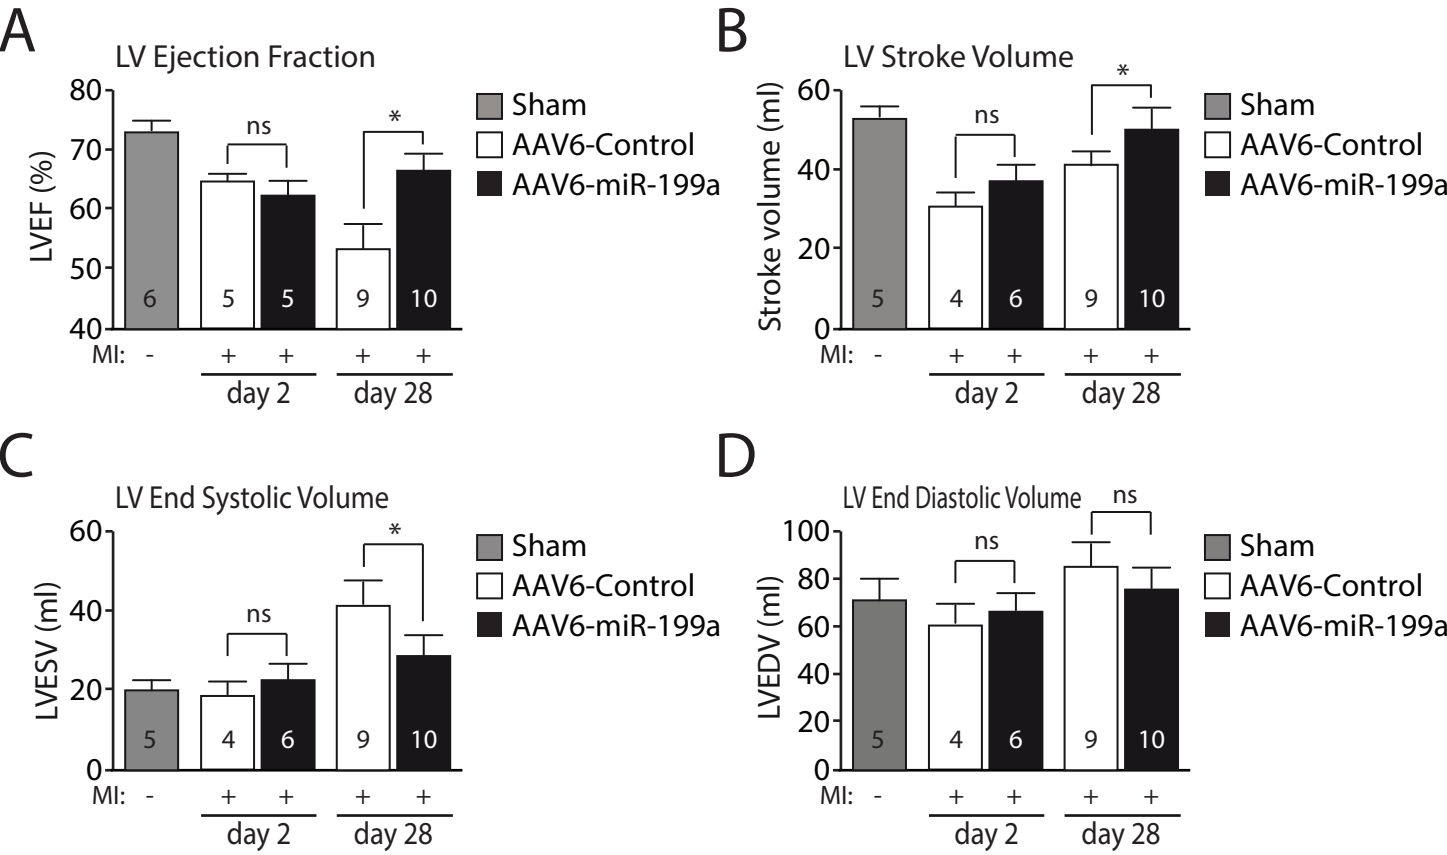 A
LV Ejection Fraction
LVEF (%)
80
70
60
50
40
ns
*
6
5
5
9
10
MI: - + + + +
day 2 day 28
Sham
AAV6-Control
AAV6-miR-199a
B
LV Stroke Volume
Stroke volume (ml)
60
40
20
0
ns
*
5
4
6
9
10
MI: - + + + +
day 2 day 28
Sham
AAV6-Control
AAV6-miR-199a
C
LV End Systolic Volume
LVESV (ml)
60
40
20
0
ns
*
5
4
6
9
10
MI: - + + + +
day 2 day 28
Sham
AAV6-Control
AAV6-miR-199a
D
LV End Diastolic Volume
LVEDV (ml)
100
80
60
40
20
0
ns
ns
5
4
6
9
10
MI: - + + + +
day 2 day 28
Sham
AAV6-Control
AAV6-miR-199a